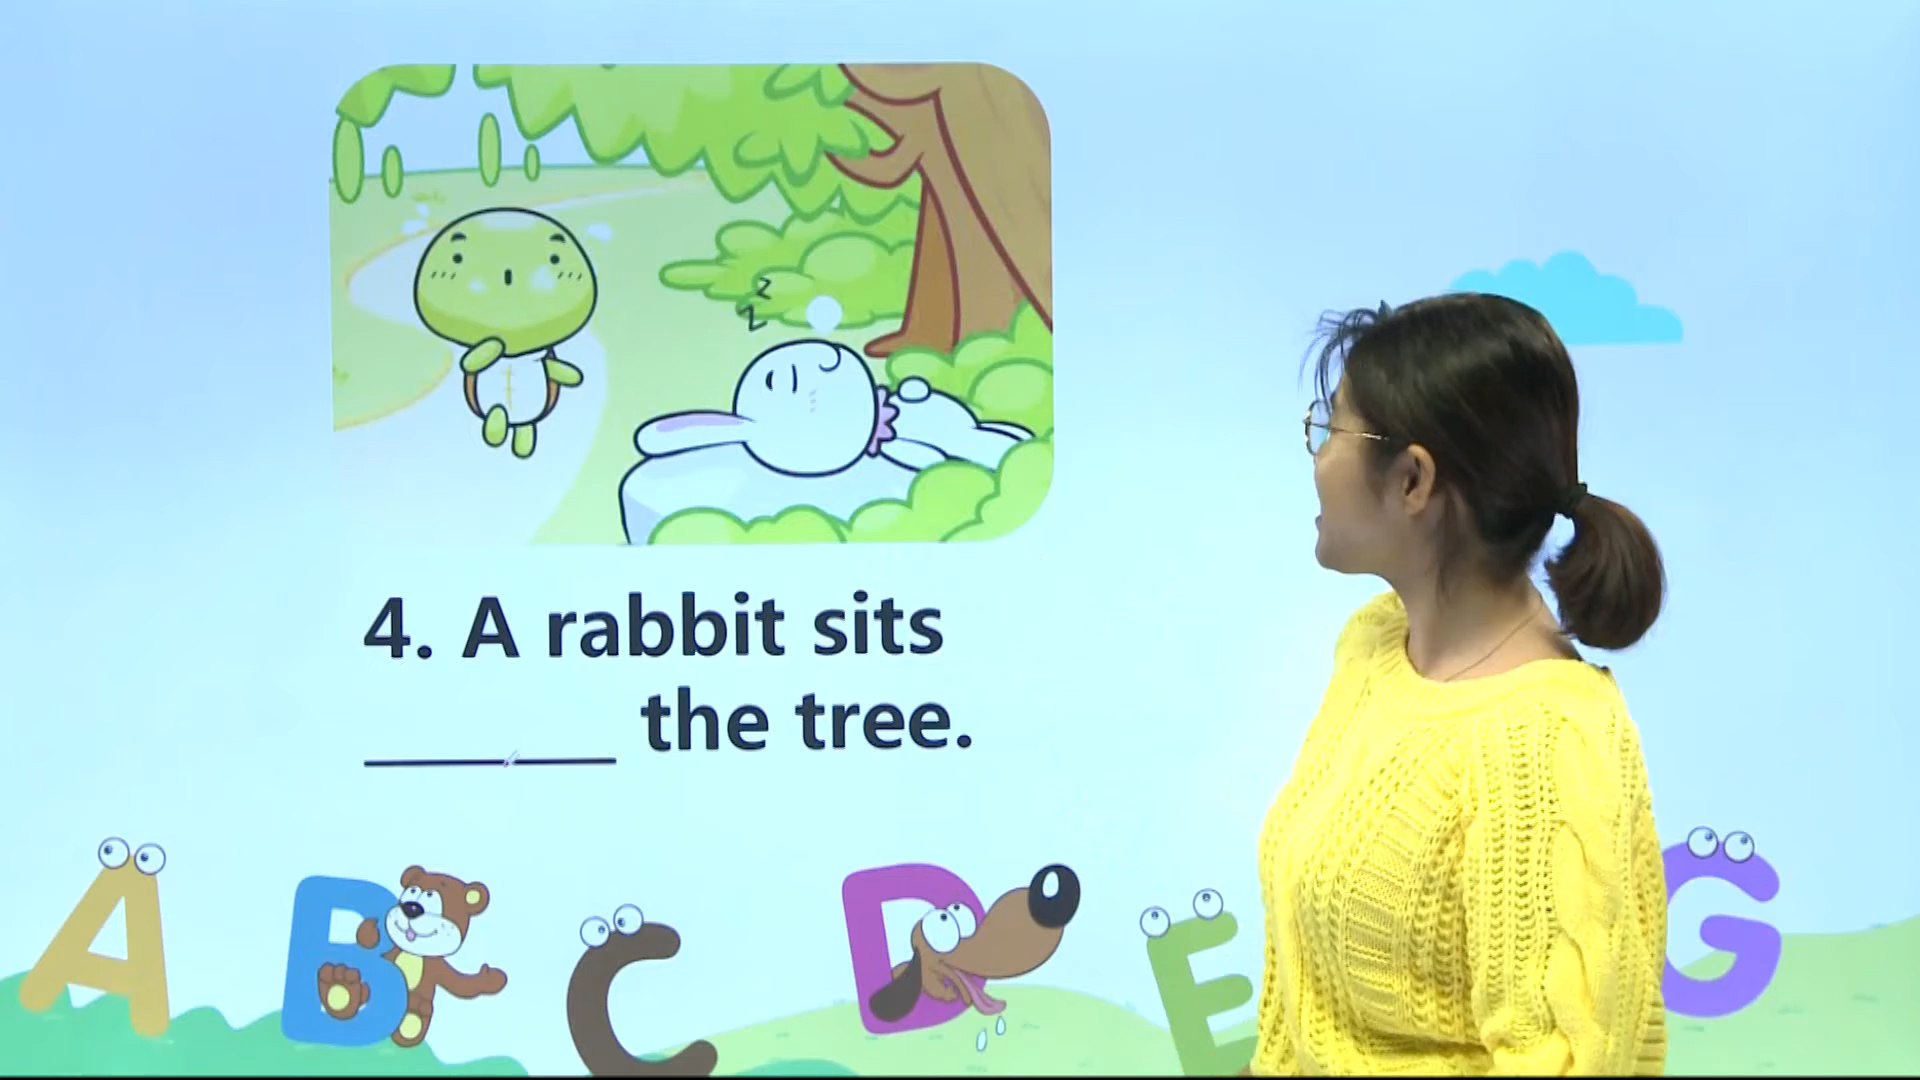 z
z
4. A rabbit sits
______ the tree.
A B C D E G